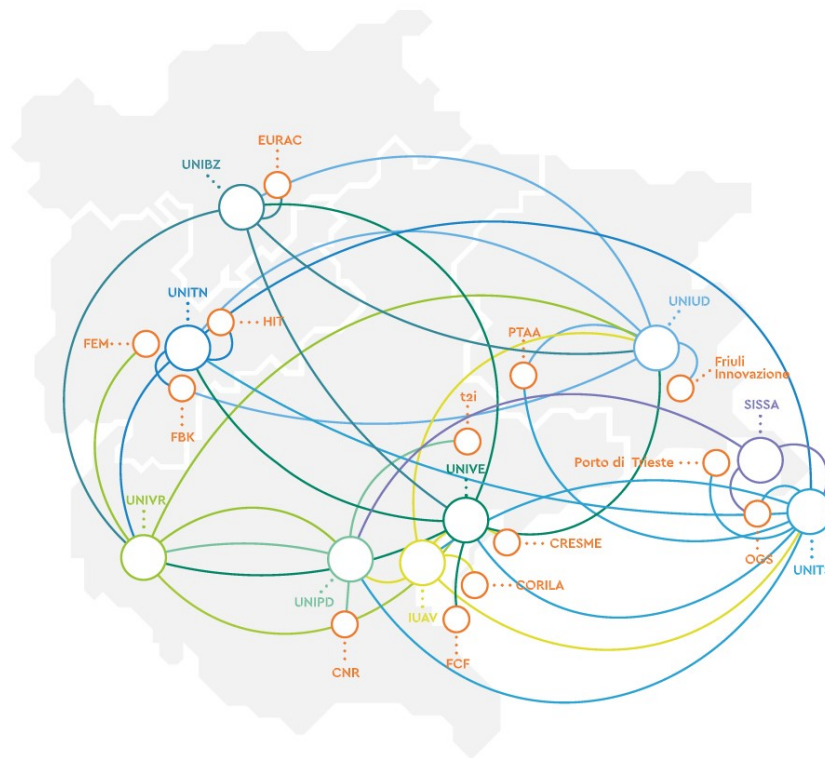 EURAC
UNIBZ
UNITN
HIT
FEM
FBK
PTAA
UNIUD
Friuli
Innovazione
t2i
SISSA
UNIVE
Porto di Trieste
UNIVR
CRESME
OGS
UNITS
CORILA
UNIPD
IUAV
FCF
CNR